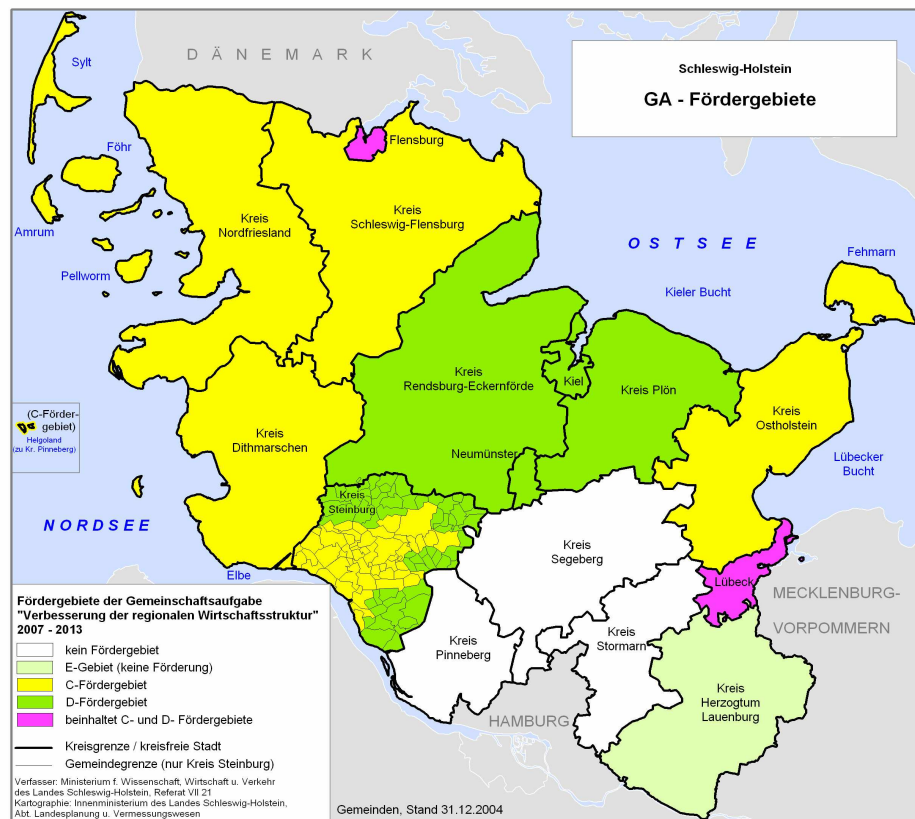 Schleswig-Holstein
GA - Fördergebiete
DÄNEMARK
Sylt
Föhr
Flensburg
Amrum
Kreis
Nordfriesland
Kreis
Schleswig-Flensburg
Pellworm
OSTSEE
Fehmarn
Kieler Bucht
Kreis
Rendsburg-Eckernförde
Kiel
Kreis Plön
Kreis
Ostholstein
(C-Förder-
gebiet)
Helgoland
(zu Kr. Pinneberg)
Kreis
Dithmarschen
Neumünster
Lübecker
Bucht
Kreis
Steinburg
NORDSEE
Elbe
Kreis
Segeberg
Lübeck
MECKLENBURG-
VORPOMMERN
Kreis
Pinneberg
Kreis
Stormarn
Kreis
Herzogtum
Lauenburg
HAMBURG
Fördergebiete der Gemeinschaftsaufgabe
"Verbesserung der regionalen Wirtschaftsstruktur"
2007 - 2013
kein Fördergebiet
E-Gebiet (keine Förderung)
C-Fördergebiet
D-Fördergebiet
beinhaltet C- und D- Fördergebiete
Kreisgrenze / kreisfreie Stadt
Gemeindegrenze (nur Kreis Steinburg)
Verfasser: Ministerium f. Wissenschaft, Wirtschaft u. Verkehr
des Landes Schleswig-Holstein, Referat VII 21
Kartographie: Innenministerium des Landes Schleswig-Holstein,
Abt. Landesplanung u. Vermessungswesen
Gemeinden, Stand 31.12.2004